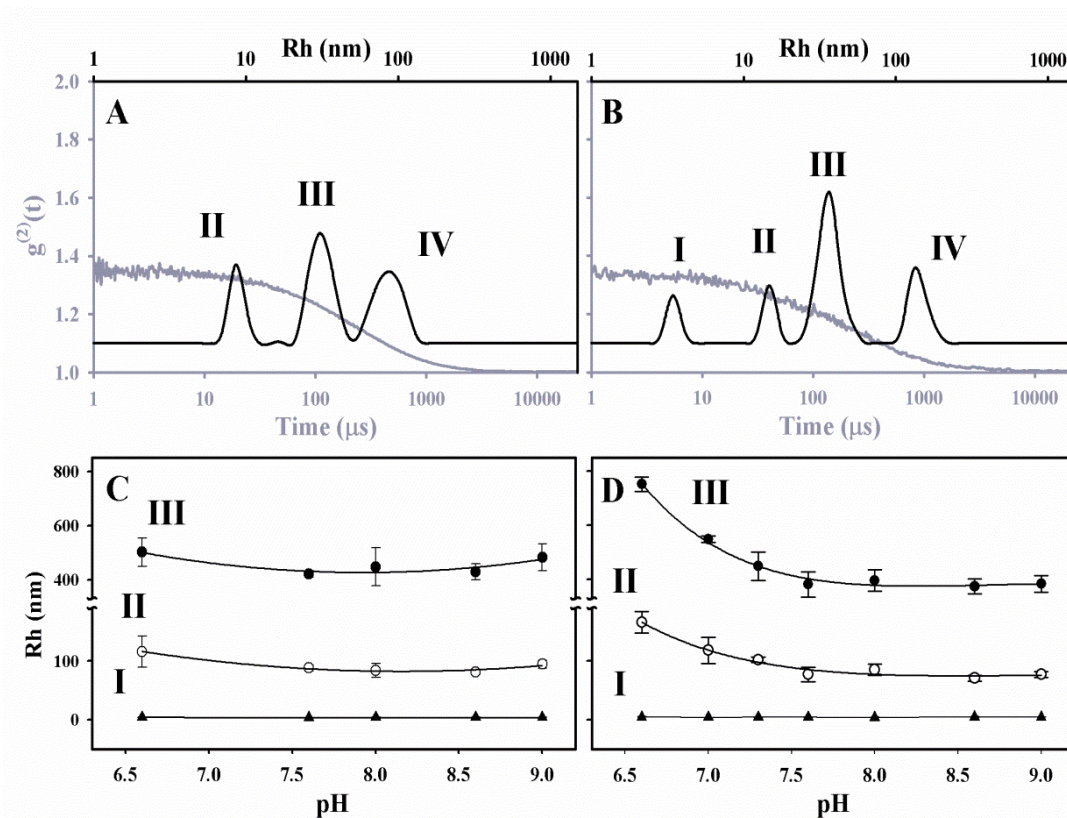 Rh (nm) Rh (nm)
1 10 100 1000 1 10 100 1000
2.0
1.8
1.6
1.4
1.2
1.0
g(2)(t)
A
II
III
IV
B
I
II
III
IV
1 10 100 1000 10000 1 10 100 1000 10000
Time (µs) Time (µs)
800
600
400
100
0
Rh (nm)
C
III
II
I
D
III
II
I
6.5 7.0 7.5 8.0 8.5 9.0 6.5 7.0 7.5 8.0 8.5 9.0
pH pH